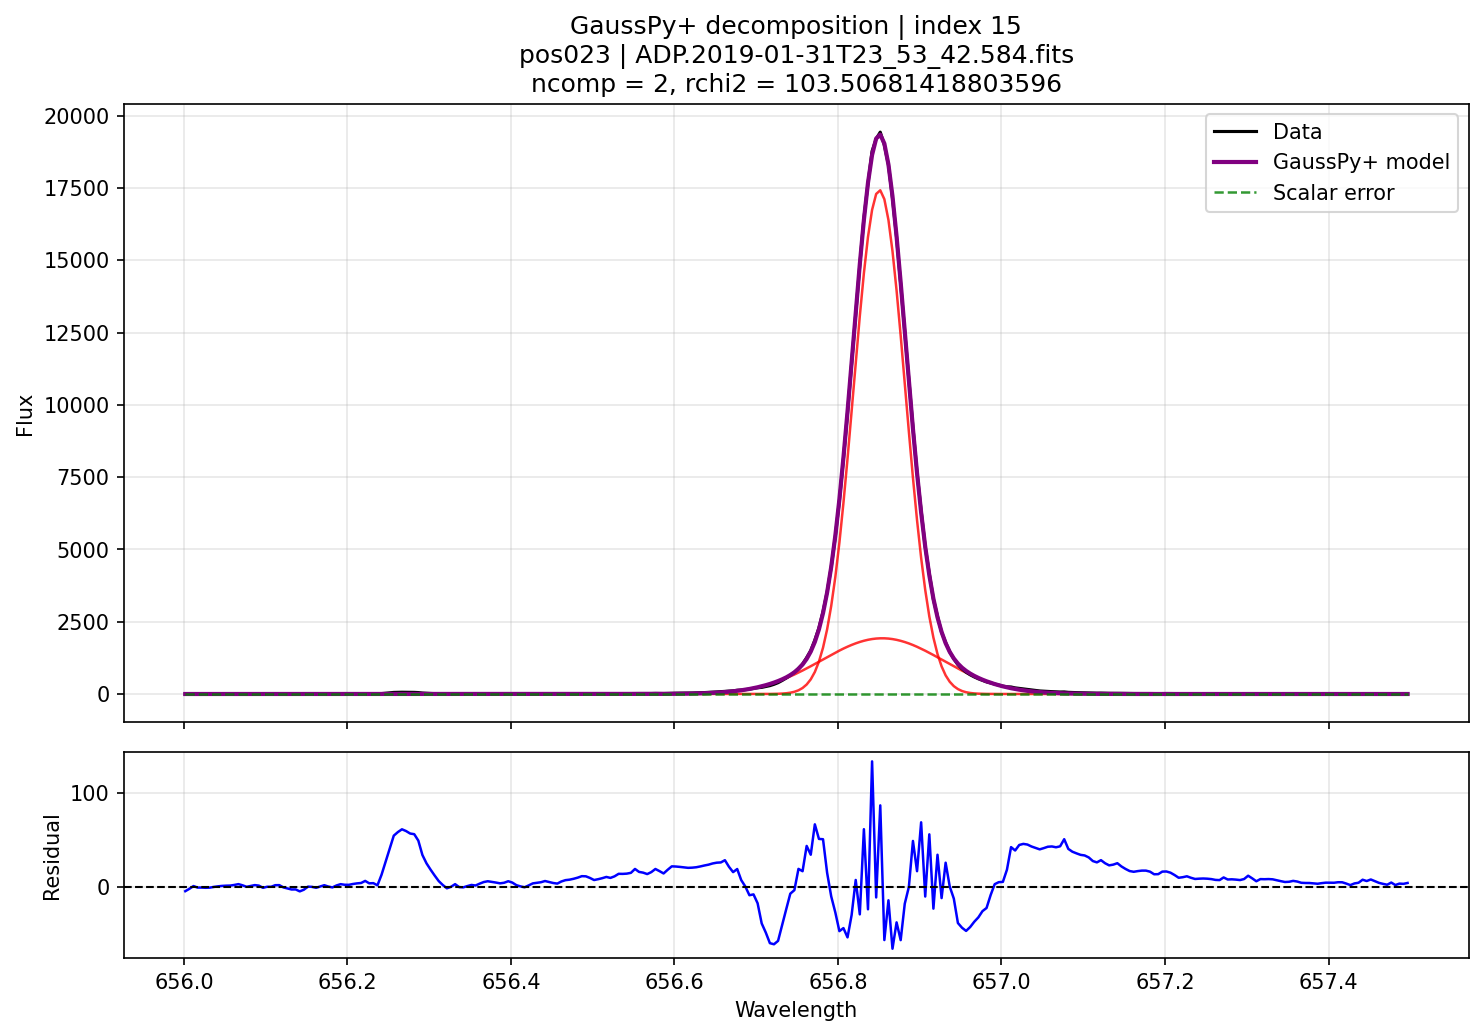 GaussPy+ decomposition | index 15
pos023 | ADP.2019-01-31T23_53_42.584.fits
ncomp = 2, rchi2 = 103.50681418803596
20000
17500
15000
12500
10000
7500
5000
2500
0
Flux
Data
GaussPy+ model
Scalar error
100
0
Residual
656.0
656.2
656.4
656.6
656.8
657.0
657.2
657.4
Wavelength